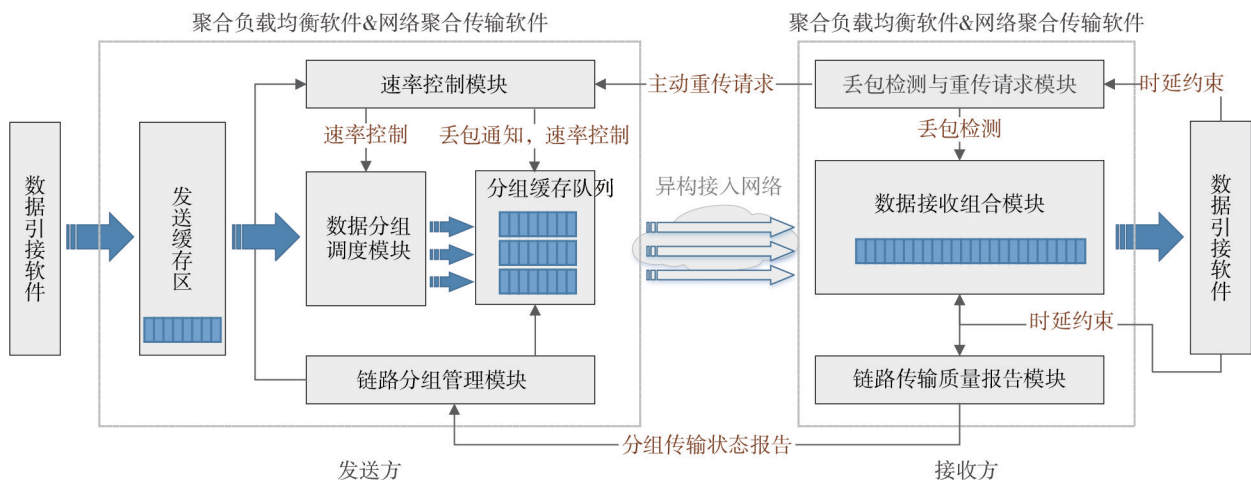 聚合负载均衡软件&网络聚合传输软件
聚合负载均衡软件&网络聚合传输软件
速率控制模块
主动重传请求
丢包检测与重传请求模块
时延约束
速率控制
丢包通知，速率控制
丢包检测
数据引接软件
发送缓存区
数据分组
调度模块
分组缓存队列
异构接入网络
数据接收组合模块
数据引接软件
时延约束
链路分组管理模块
链路传输质量报告模块
分组传输状态报告
发送方
接收方